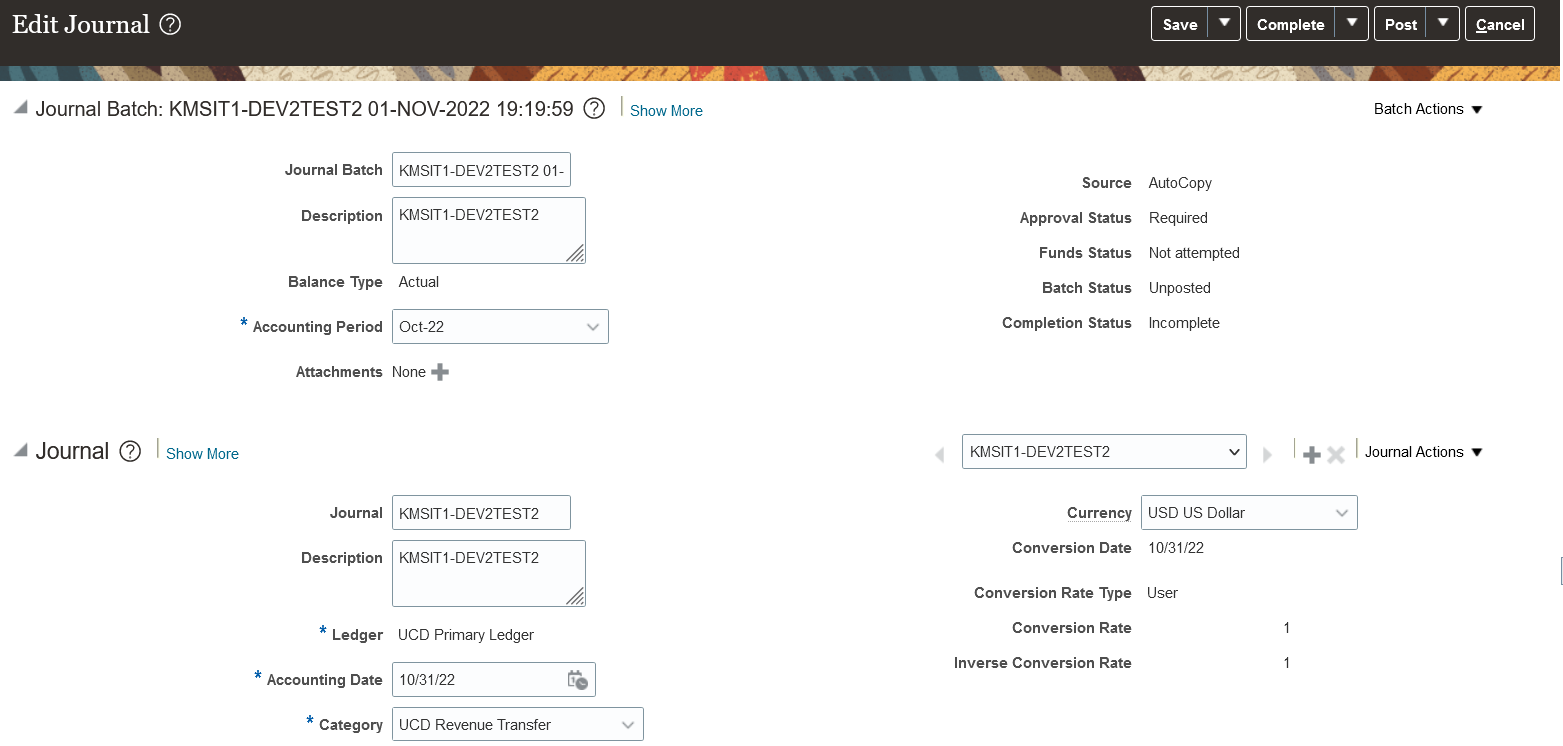 Edit Journal ?
Save Complete Post Cancel
Journal Batch: KMSIT1-DEV2TEST2 01-NOV-2022 19:19:59 ? Show More Batch Actions
Journal Batch KMSIT1-DEV2TEST2 01-
Source AutoCopy
Description KMSIT1-DEV2TEST2
Approval Status Required
Funds Status Not attempted
Balance Type Actual
Batch Status Unposted
* Accounting Period Oct-22
Completion Status Incomplete
Attachments None
Journal ? Show More KMSIT1-DEV2TEST2 Journal Actions
Journal KMSIT1-DEV2TEST2 Currency USD US Dollar
Description KMSIT1-DEV2TEST2 Conversion Date 10/31/22
Conversion Rate Type User
* Ledger UCD Primary Ledger Conversion Rate 1
Inverse Conversion Rate 1
* Accounting Date 10/31/22
* Category UCD Revenue Transfer